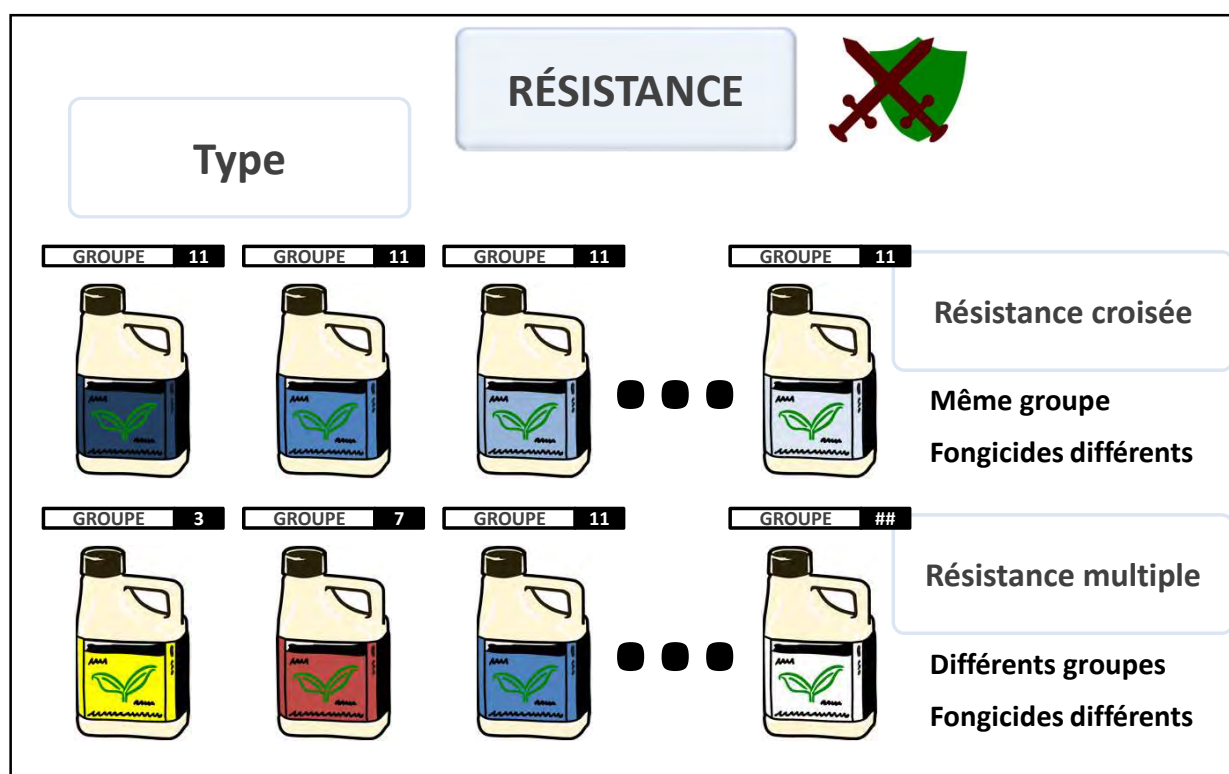 RÉSISTANCE
Type
GROUPE 11
GROUPE 11
GROUPE 11
GROUPE 11
Résistance croisée
Même groupe
Fongicides différents
GROUPE 3
GROUPE 7
GROUPE 11
GROUPE ##
Résistance multiple
Différents groupes
Fongicides différents